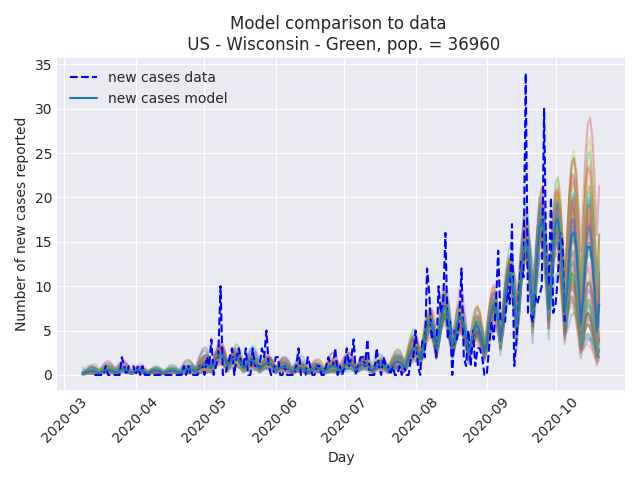 Model comparison to data
US - Wisconsin - Green, pop. = 36960
new cases data
new cases model
Number of new cases reported
35
30
25
20
15
10
5
0
2020-03
2020-04
2020-05
2020-06
2020-07
2020-08
2020-09
2020-10
Day